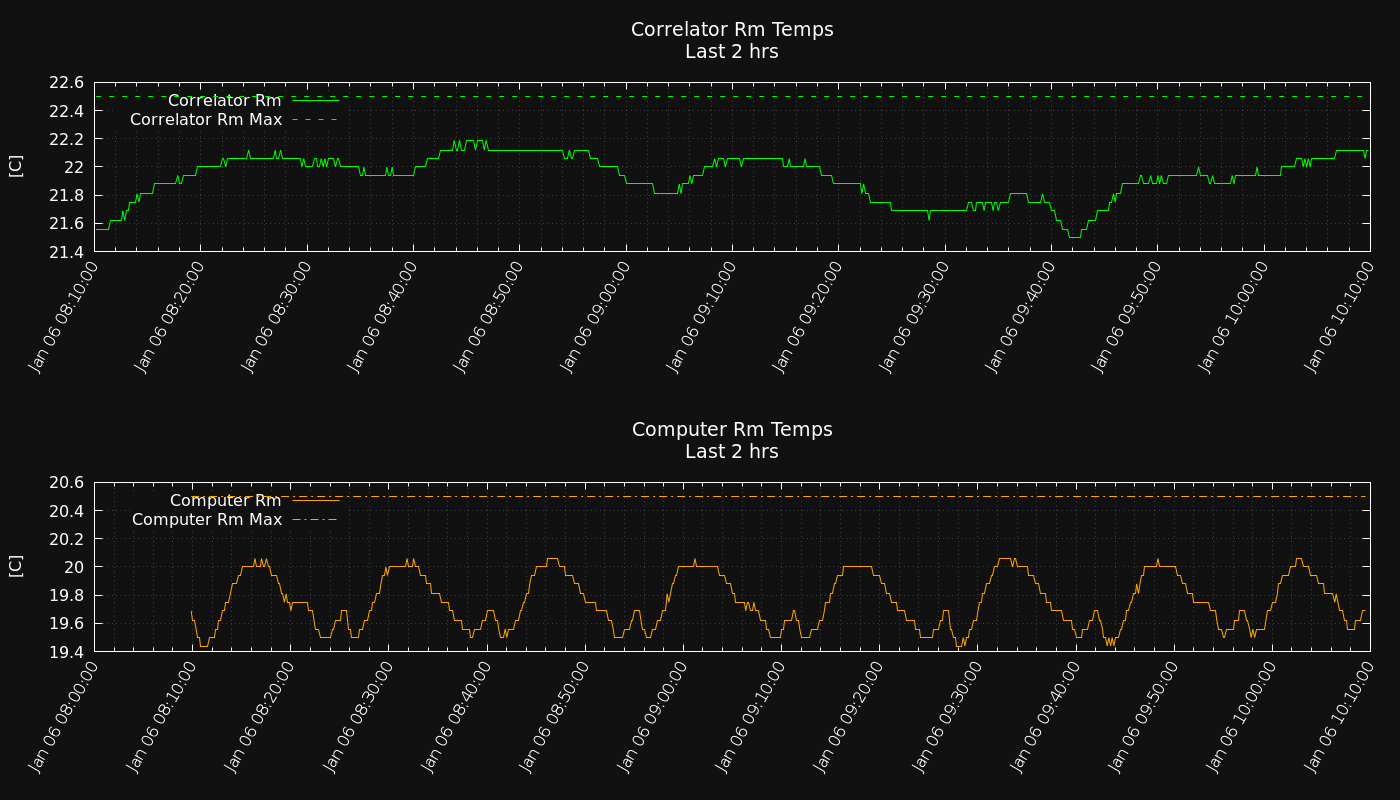 Correlator Rm Temps
Last 2 hrs
22.6
22.4
22.2
22
21.8
21.6
21.4
[C]
Correlator Rm
Correlator Rm Max
Jan 06 08:10:00
Jan 06 08:20:00
Jan 06 08:30:00
Jan 06 08:40:00
Jan 06 08:50:00
Jan 06 09:00:00
Jan 06 09:10:00
Jan 06 09:20:00
Jan 06 09:30:00
Jan 06 09:40:00
Jan 06 09:50:00
Jan 06 10:00:00
Jan 06 10:10:00
Computer Rm Temps
Last 2 hrs
20.6
20.4
20.2
20
19.8
19.6
19.4
[C]
Computer Rm
Computer Rm Max
Jan 06 08:00:00
Jan 06 08:10:00
Jan 06 08:20:00
Jan 06 08:30:00
Jan 06 08:40:00
Jan 06 08:50:00
Jan 06 09:00:00
Jan 06 09:10:00
Jan 06 09:20:00
Jan 06 09:30:00
Jan 06 09:40:00
Jan 06 09:50:00
Jan 06 10:00:00
Jan 06 10:10:00